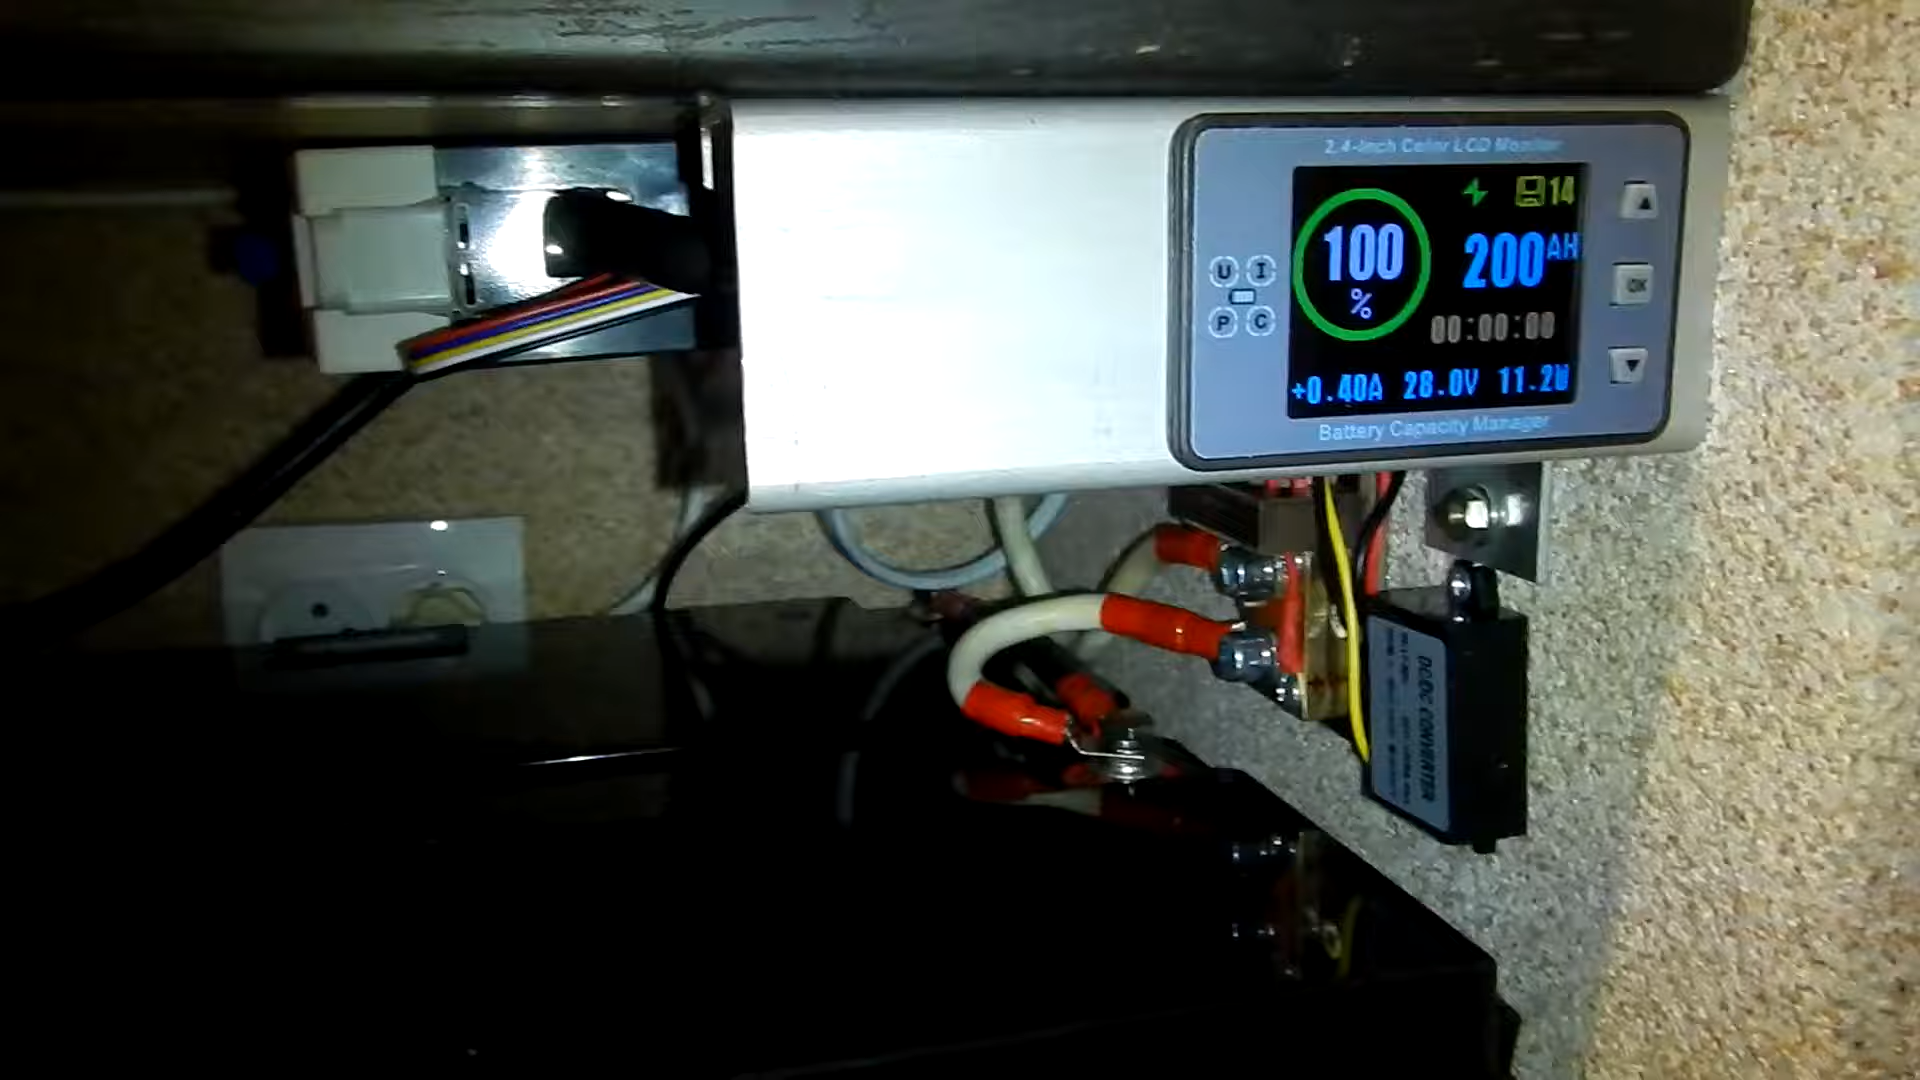 2.4-inch Color LCD Monitor
14
100
%
200AH
00:00:00
+0.40A 28.0V 11.2W
U I
P C
OK
Battery Capacity Manager
DC/DC CONVERTER